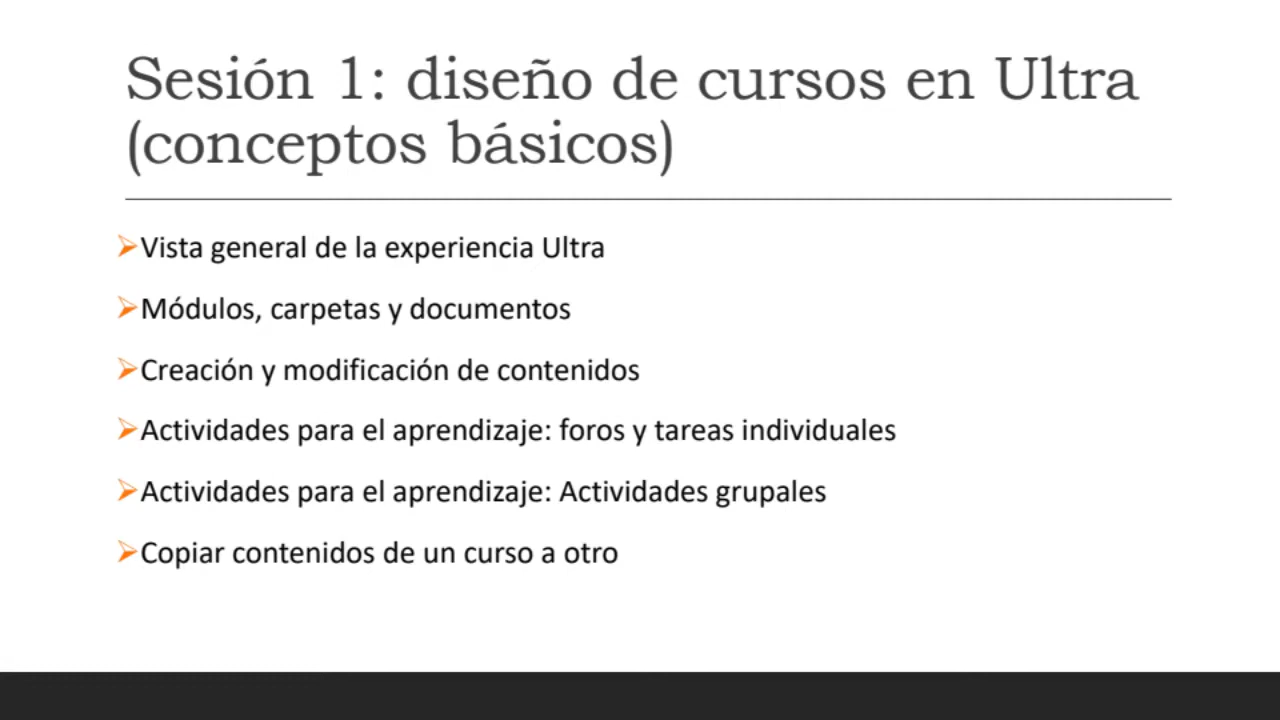 Sesión 1: diseño de cursos en Ultra
(conceptos básicos)
Vista general de la experiencia Ultra
Módulos, carpetas y documentos
Creación y modificación de contenidos
Actividades para el aprendizaje: foros y tareas individuales
Actividades para el aprendizaje: Actividades grupales
Copiar contenidos de un curso a otro